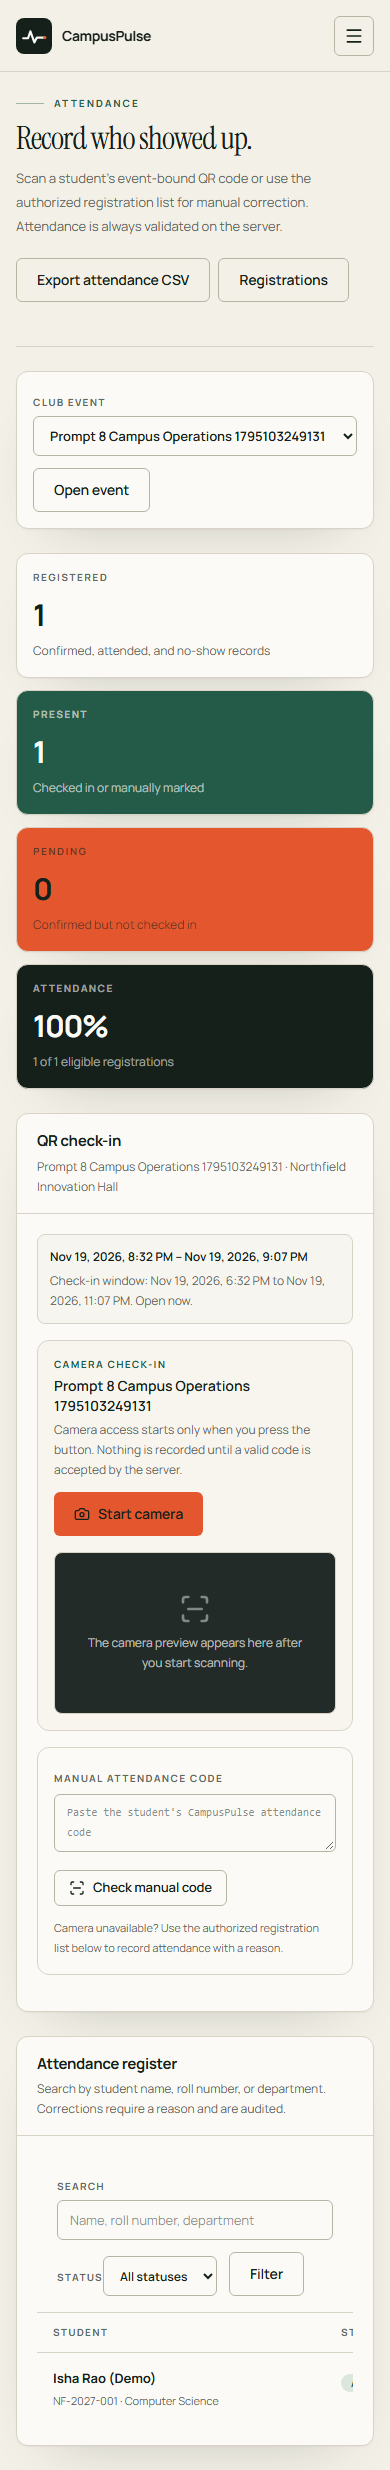 CampusPulse
ATTENDANCE
Record who showed up.
Scan a student's event-bound QR code or use the
authorized registration list for manual correction.
Attendance is always validated on the server.
Export attendance CSV
Registrations
CLUB EVENT
Prompt 8 Campus Operations 1795103249131
Open event
REGISTERED
1
Confirmed, attended, and no-show records
PRESENT
1
Checked in or manually marked
PENDING
0
Confirmed but not checked in
ATTENDANCE
100%
1 of 1 eligible registrations
QR check-in
Prompt 8 Campus Operations 1795103249131 · Northfield
Innovation Hall
Nov 19, 2026, 8:32 PM – Nov 19, 2026, 9:07 PM
Check-in window: Nov 19, 2026, 6:32 PM to Nov 19,
2026, 11:07 PM. Open now.
CAMERA CHECK-IN
Prompt 8 Campus Operations
1795103249131
Camera access starts only when you press the
button. Nothing is recorded until a valid code is
accepted by the server.
Start camera
The camera preview appears here after
you start scanning.
MANUAL ATTENDANCE CODE
Paste the student's CampusPulse attendance
code
Check manual code
Camera unavailable? Use the authorized registration
list below to record attendance with a reason.
Attendance register
Search by student name, roll number, or department.
Corrections require a reason and are audited.
SEARCH
Name, roll number, department
STATUS
All statuses
Filter
STUDENT
ST
Isha Rao (Demo)
NF-2027-001 · Computer Science